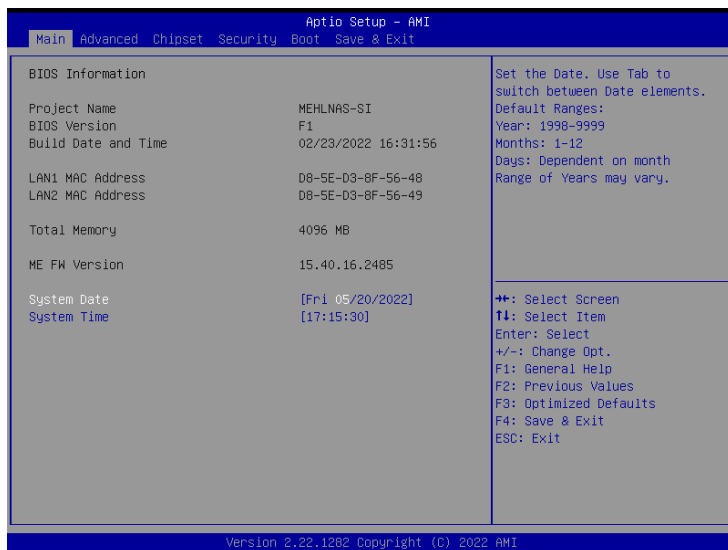 Aptio Setup – AMI
Main Advanced Chipset Security Boot Save & Exit
BIOS Information
Project Name MEHLNAS-SI
BIOS Version F1
Build Date and Time 02/23/2022 16:31:56
LAN1 MAC Address D8-5E-D3-8F-56-48
LAN2 MAC Address D8-5E-D3-8F-56-49
Total Memory 4096 MB
ME FW Version 15.40.16.2485
System Date [Fri 05/20/2022]
System Time [17:15:30]
Set the Date. Use Tab to
switch between Date elements.
Default Ranges:
Year: 1998-9999
Months: 1-12
Days: Dependent on month
Range of Years may vary.
→←: Select Screen
↑↓: Select Item
Enter: Select
+/-: Change Opt.
F1: General Help
F2: Previous Values
F3: Optimized Defaults
F4: Save & Exit
ESC: Exit
Version 2.22.1282 Copyright (C) 2022 AMI